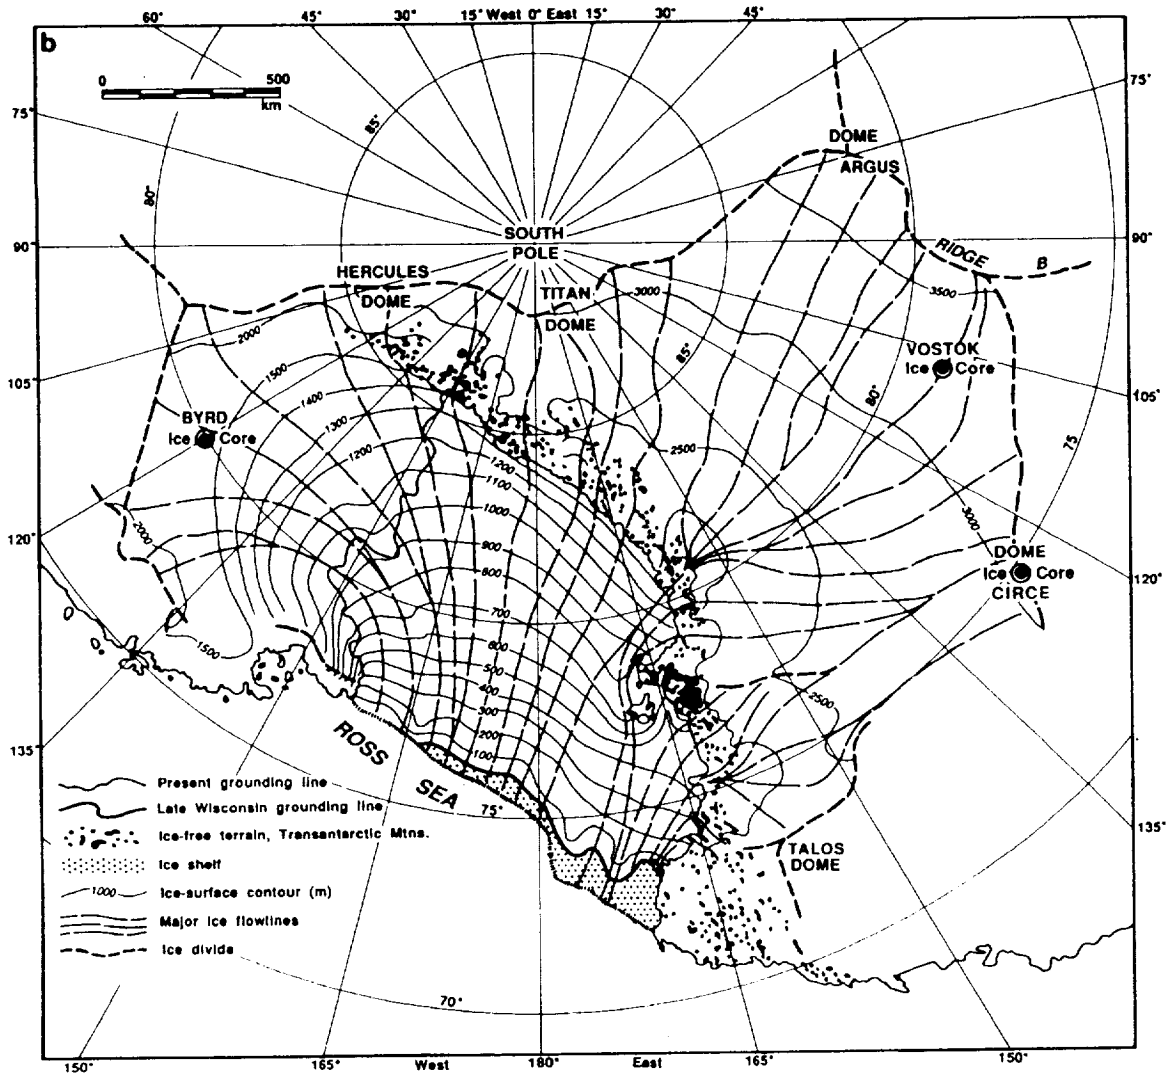 60° 45° 30° 15° West 0° East 15° 30° 45° 60°
b
0 500
km
75°
75°
85°
DOME
ARGUS
80°
SOUTH
POLE
90°
90°
RIDGE B
HERCULES
DOME
TITAN
DOME
3000
3500
2000
85°
VOSTOK
Ice Core
1500
1400
80°
105°
105°
BYRD
Ice Core
1300
1200
2500
75
1200
1100
1000
2000
3000
900
120°
DOME
Ice Core
CIRCE
120°
800
700
600
1500
500
400
2500
300
200
100
135°
ROSS
SEA
75°
135°
Present grounding line
Late Wisconsin grounding line
Ice-free terrain, Transantarctic Mtns.
Ice shelf
1000 Ice-surface contour (m)
Major ice flowlines
Ice divide
TALOS
DOME
70°
150° 165° West 180° East 165° 150°